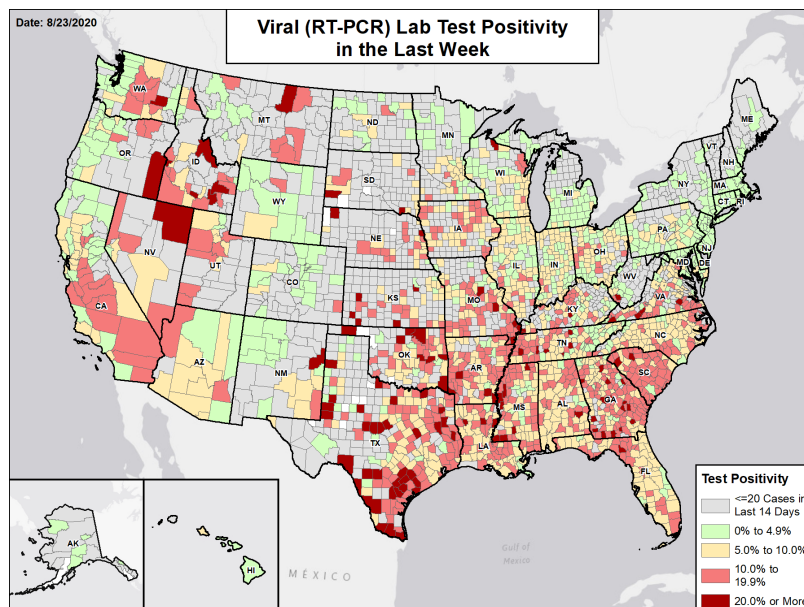 Date: 8/23/2020
Viral (RT-PCR) Lab Test Positivity
in the Last Week
WA
MT
ND
MN
ME
OR
ID
SD
WI
VT
NH
WY
MI
NY
MA
CT RI
NE
IA
PA
NV
UT
CO
IL
IN
OH
NJ
MD DE
WV
CA
KS
MO
KY
VA
AZ
NM
OK
AR
TN
NC
SC
MS
AL
GA
TX
LA
FL
AK
HI
MÉXICO
Gulf of
Mexico
Test Positivity
<=20 Cases in
Last 14 Days
0% to 4.9%
5.0% to 10.0%
10.0% to
19.9%
20.0% or More